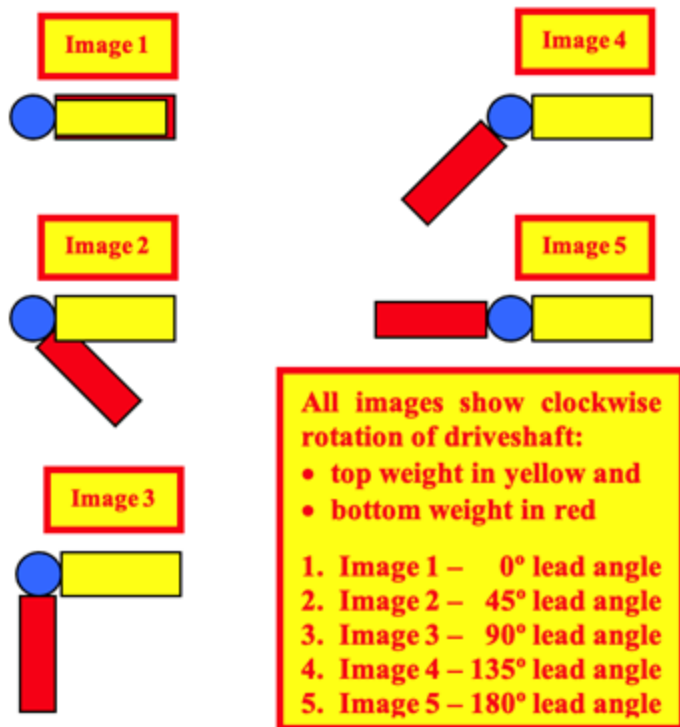 Image 1
Image 4
Image 2
Image 5
Image 3
All images show clockwise
rotation of driveshaft:
• top weight in yellow and
• bottom weight in red
1. Image 1 – 0º lead angle
2. Image 2 – 45º lead angle
3. Image 3 – 90º lead angle
4. Image 4 – 135º lead angle
5. Image 5 – 180º lead angle